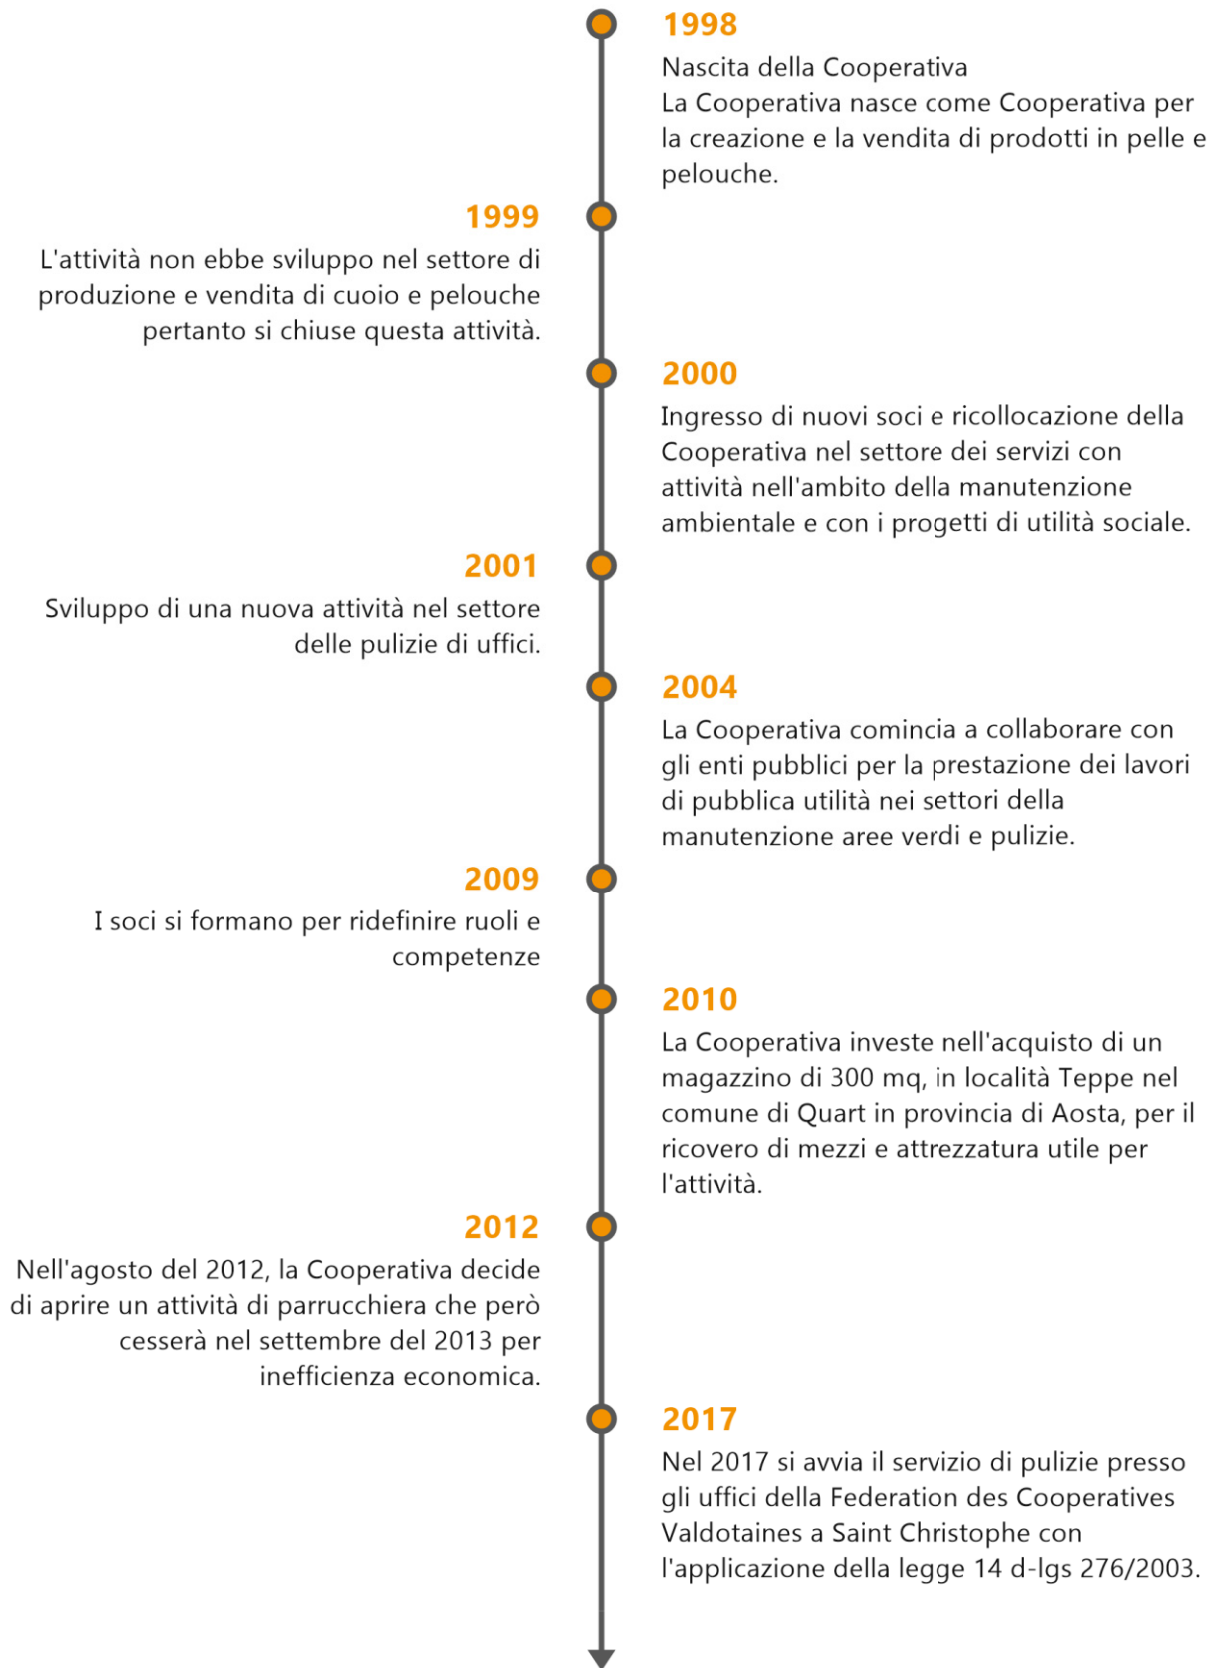 1998
Nascita della Cooperativa
La Cooperativa nasce come Cooperativa per
la creazione e la vendita di prodotti in pelle e
pelouche.
1999
L'attività non ebbe sviluppo nel settore di
produzione e vendita di cuoio e pelouche
pertanto si chiuse questa attività.
2000
Ingresso di nuovi soci e ricollocazione della
Cooperativa nel settore dei servizi con
attività nell'ambito della manutenzione
ambientale e con i progetti di utilità sociale.
2001
Sviluppo di una nuova attività nel settore
delle pulizie di uffici.
2004
La Cooperativa comincia a collaborare con
gli enti pubblici per la prestazione dei lavori
di pubblica utilità nei settori della
manutenzione aree verdi e pulizie.
2009
I soci si formano per ridefinire ruoli e
competenze
2010
La Cooperativa investe nell'acquisto di un
magazzino di 300 mq, in località Teppe nel
comune di Quart in provincia di Aosta, per il
ricovero di mezzi e attrezzatura utile per
l'attività.
2012
Nell'agosto del 2012, la Cooperativa decide
di aprire un attività di parrucchiera che però
cesserà nel settembre del 2013 per
inefficienza economica.
2017
Nel 2017 si avvia il servizio di pulizie presso
gli uffici della Federation des Cooperatives
Valdotaines a Saint Christophe con
l'applicazione della legge 14 d-lgs 276/2003.